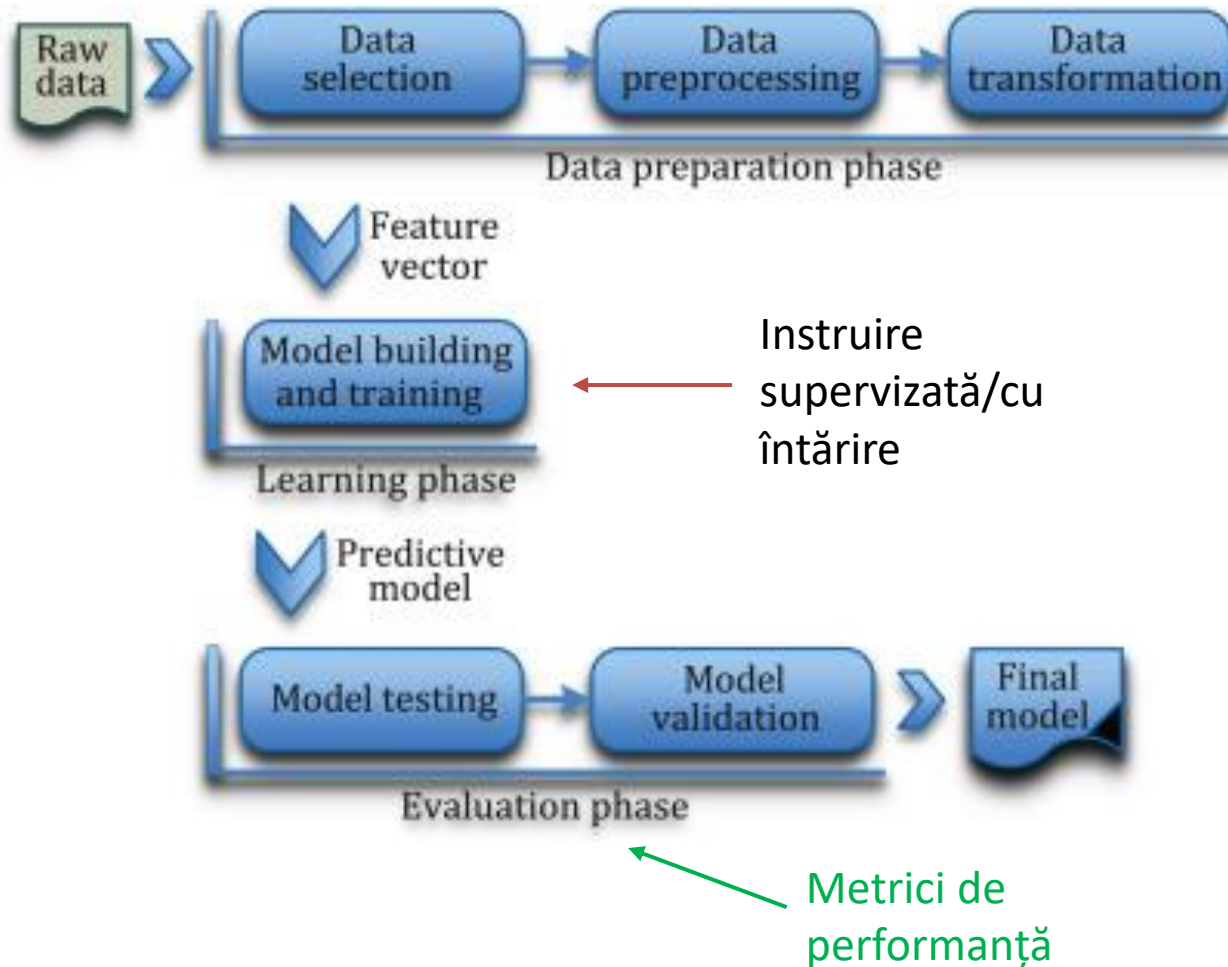 Raw
data
Data
selection
Data
preprocessing
Data
transformation
Data preparation phase
Feature
vector
Model building
and training
Learning phase
Instruire
supervizată/cu
întărire
Predictive
model
Model testing
Model
validation
Final
model
Evaluation phase
Metrici de
performanță